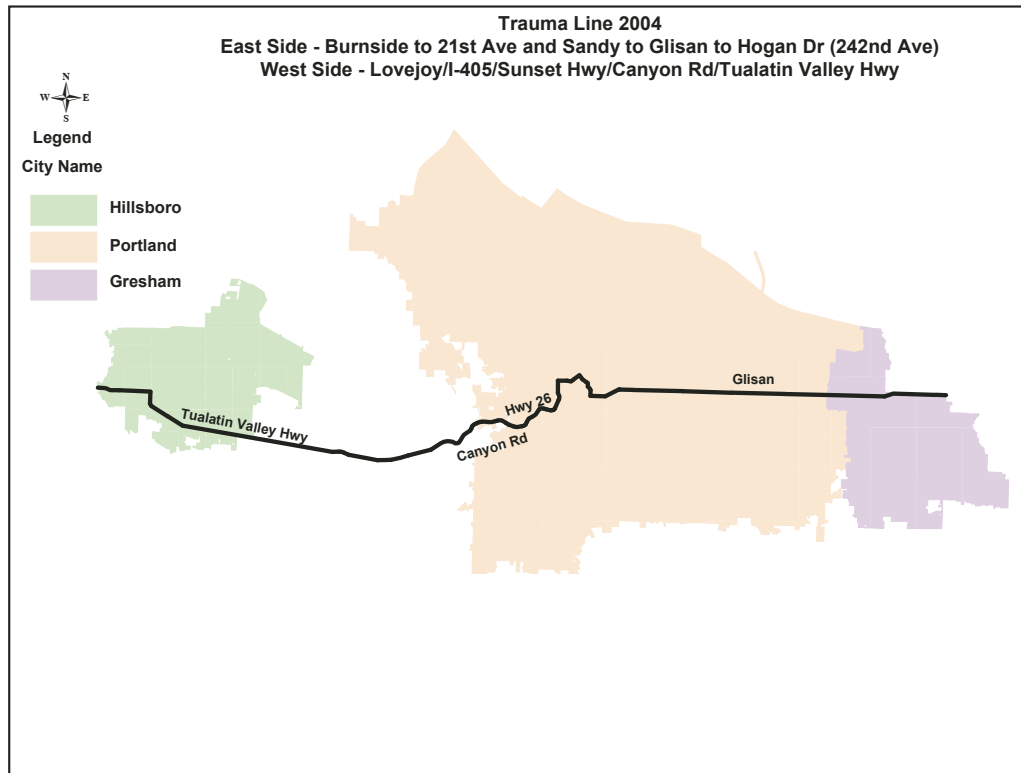 Trauma Line 2004
East Side - Burnside to 21st Ave and Sandy to Glisan to Hogan Dr (242nd Ave)
West Side - Lovejoy/I-405/Sunset Hwy/Canyon Rd/Tualatin Valley Hwy
N
W E
S
Legend
City Name
Hillsboro
Portland
Gresham
Glisan
Hwy 26
Canyon Rd
Tualatin Valley Hwy